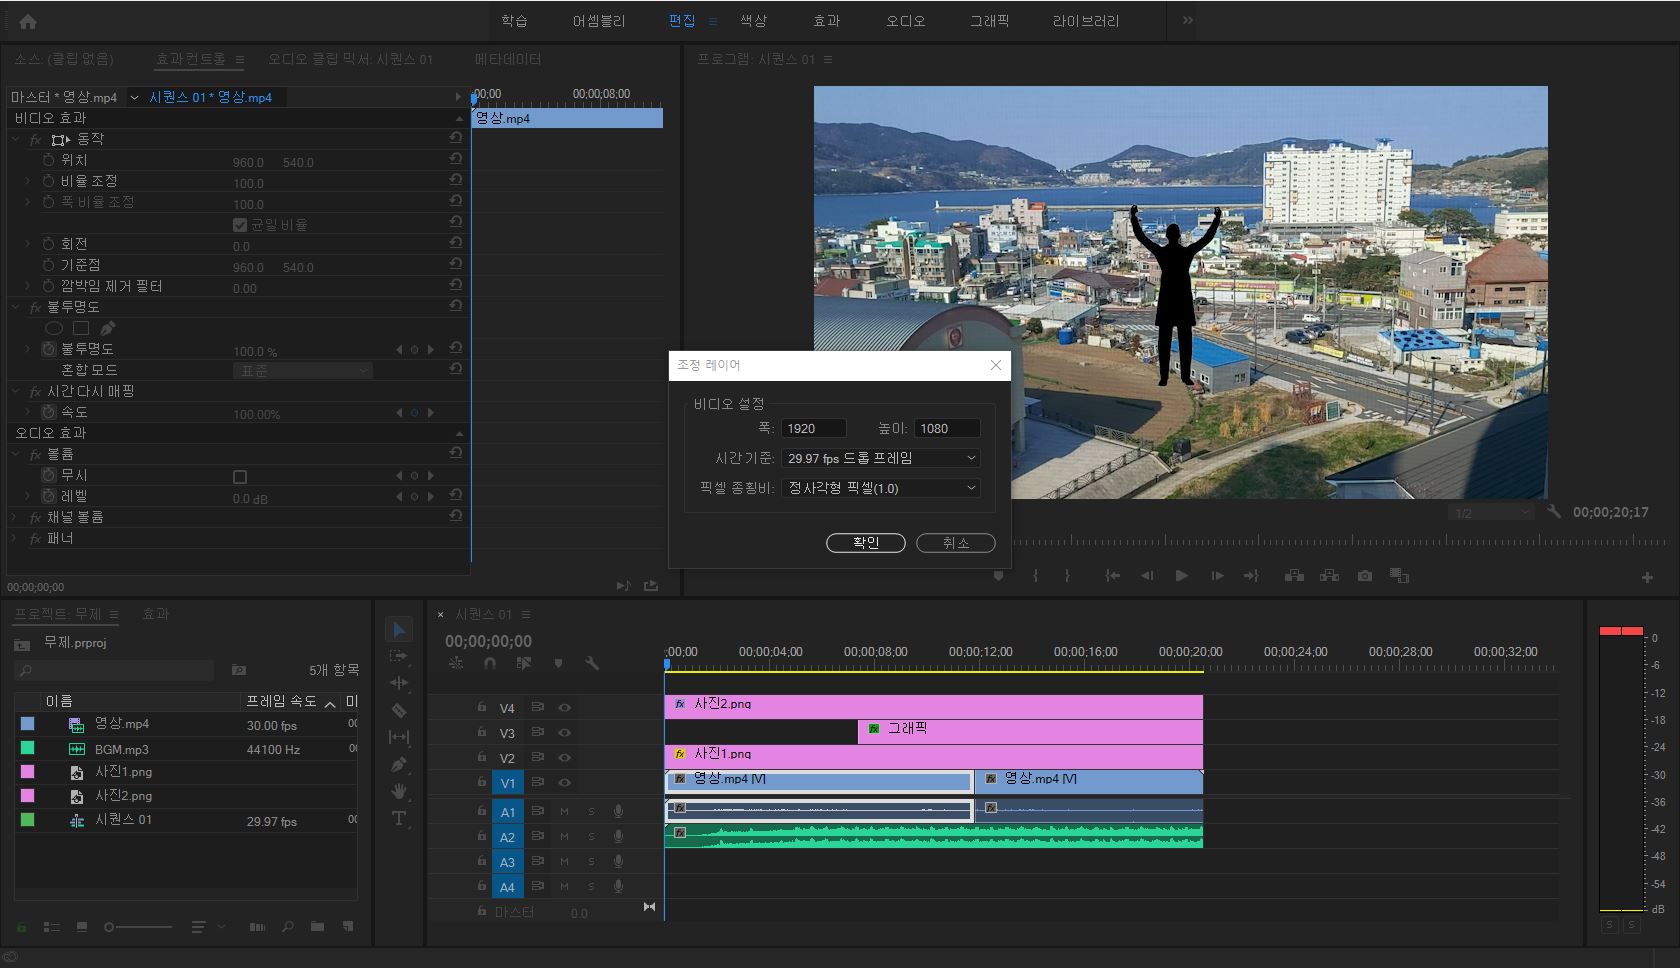 학습 어셈블리 편집 색상 효과 오디오 그래픽 라이브러리
소스: (클립 없음) 효과 컨트롤 오디오 클립 믹서: 시퀀스 01 메타데이터
마스터 * 영상.mp4 시퀀스 01 * 영상.mp4
;00;00 00;00;08;00
비디오 효과
영상.mp4
fx 동작
위치 960.0 540.0
비율 조정 100.0
폭 비율 조정 100.0
균일 비율
회전 0.0
기준점 960.0 540.0
깜박임 제거 필터 0.00
fx 불투명도
불투명도 100.0 %
혼합 모드 표준
fx 시간 다시 매핑
속도 100.00%
오디오 효과
fx 볼륨
무시
레벨 0.0 dB
fx 채널 볼륨
fx 패너
00;00;00;00
프로그램: 시퀀스 01
1/2 00;00;20;17
조정 레이어
비디오 설정
폭: 1920 높이: 1080
시간 기준: 29.97 fps 드롭 프레임
픽셀 종횡비: 정사각형 픽셀(1.0)
확인 취소
프로젝트: 무제 효과
무제.prproj
5개 항목
이름 프레임 속도 미
영상.mp4 30.00 fps 00
BGM.mp3 44100 Hz 00
사진1.png
사진2.png
시퀀스 01 29.97 fps 00
× 시퀀스 01
00;00;00;00
;00;00 00;00;04;00 00;00;08;00 00;00;12;00 00;00;16;00 00;00;20;00 00;00;24;00 00;00;28;00 00;00;32;00
V4 fx 사진2.png
V3 fx 그래픽
V2 fx 사진1.png
V1 fx 영상.mp4 [V] fx 영상.mp4 [V]
A1 M S fx fx
A2 M S fx
A3 M S
A4 M S
마스터 0.0
0
-6
-12
-18
-24
-30
-36
-42
-48
-54
dB
S S